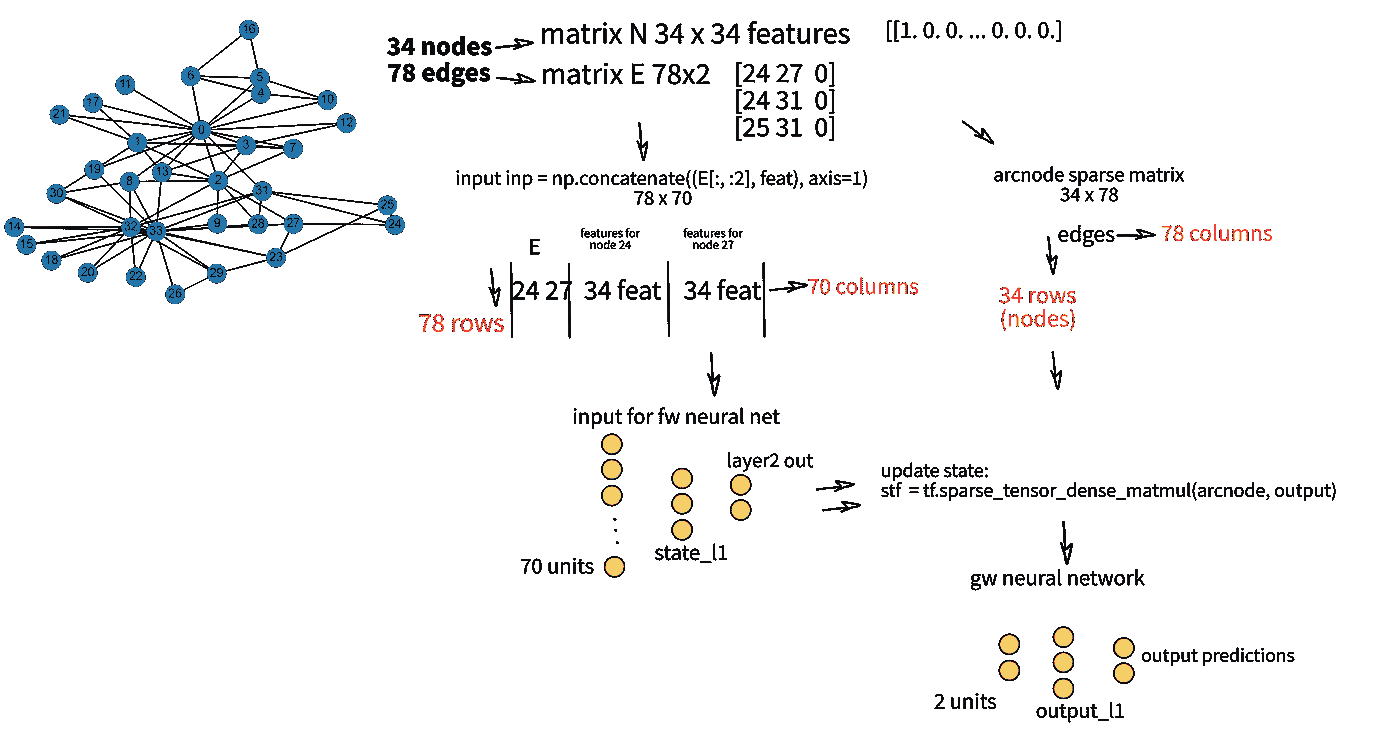 34 nodes
78 edges
matrix N 34 x 34 features
[[1. 0. 0. ... 0. 0. 0.]
matrix E 78x2
[24 27 0]
[24 31 0]
[25 31 0]
input inp = np.concatenate((E[:, :2], feat), axis=1)
78 x 70
E
features for
node 24
features for
node 27
24 27
34 feat
34 feat
70 columns
78 rows
arcnode sparse matrix
34 x 78
edges
78 columns
34 rows
(nodes)
input for fw neural net
layer2 out
state_l1
70 units
update state:
stf = tf.sparse_tensor_dense_matmul(arcnode, output)
gw neural network
output predictions
2 units
output_l1
16
6
5
4
11
10
17
21
12
0
1
3
7
19
13
8
2
30
31
25
14
32
33
9
28
27
24
15
18
23
20
22
29
26